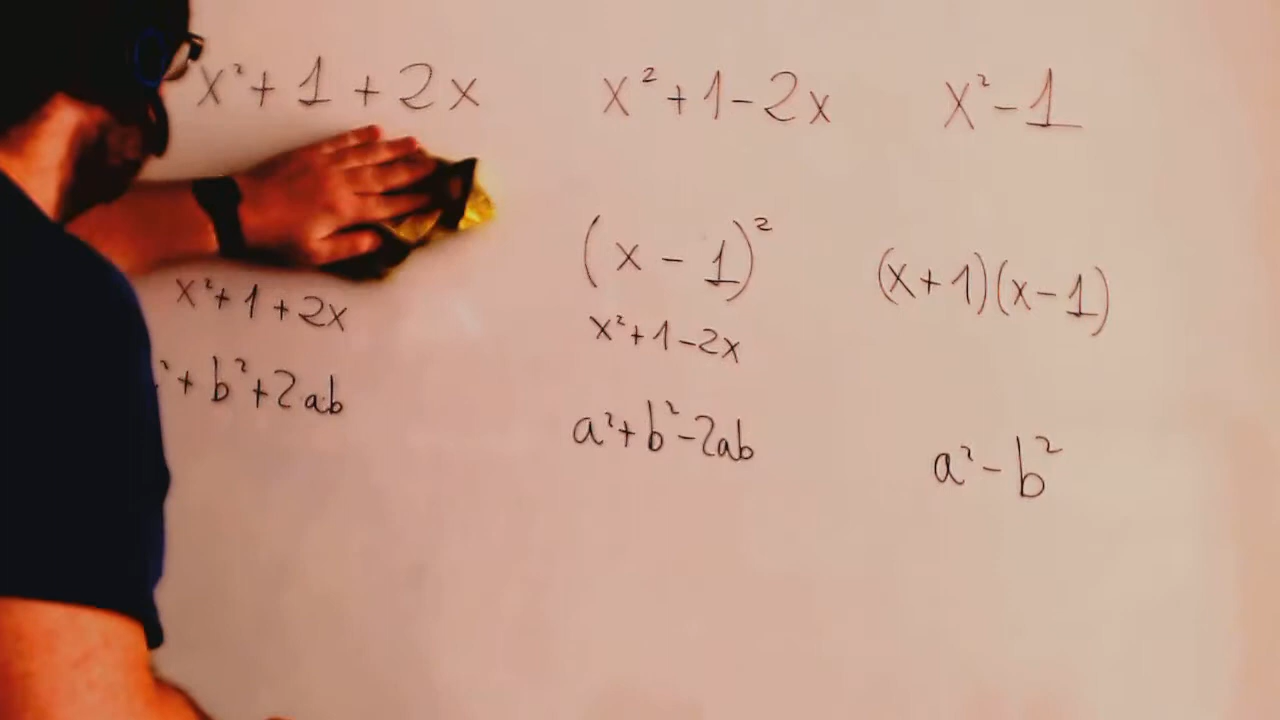 x² + 1 + 2x
x² + 1 - 2x
x² - 1
x² + 1 + 2x
² + b² + 2ab
(x - 1)²
x² + 1 - 2x
a² + b² - 2ab
(x + 1)(x - 1)
a² - b²